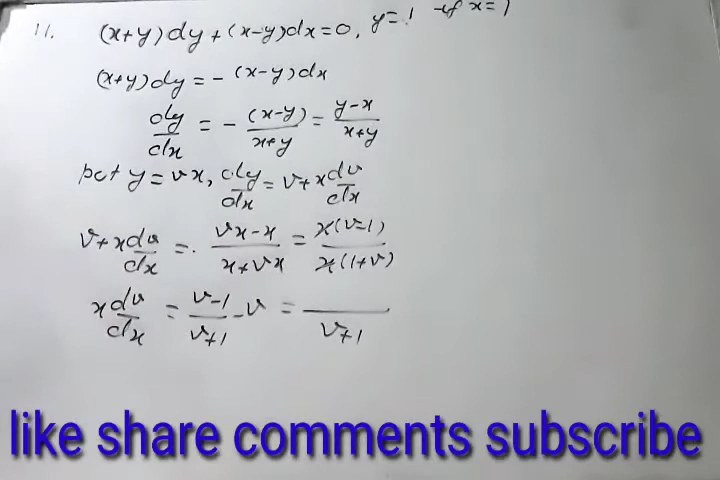 11. (x+y)dy+(x-y)dx=0, y=1 if x=1
(x+y)dy = -(x-y)dx
dy/dx = - (x-y)/(x+y) = (y-x)/(x+y)
put y=vx, dy/dx = v+x dv/dx
v+x dv/dx = (vx-x)/(x+vx) = x(v-1)/x(1+v)
x dv/dx = (v-1)/(v+1) - v = /(v+1)
like share comments subscribe